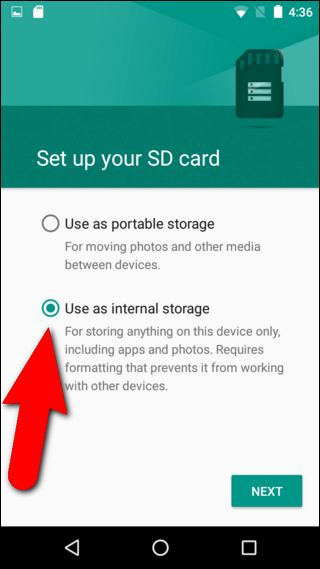 4:36
Set up your SD card
Use as portable storage
For moving photos and other media
between devices.
Use as internal storage
For storing anything on this device only,
including apps and photos. Requires
formatting that prevents it from working
with other devices.
NEXT